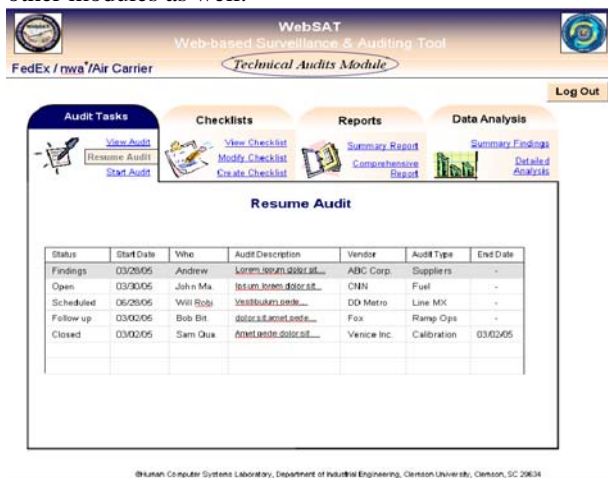 other modules as well.
WebSAT
Web-based Surveillance & Auditing Tool
FedEx / nwa*/Air Carrier
Technical Audits Module
Log Out
Audit Tasks Checklists Reports Data Analysis
View Audit View Checklist Summary Report Summary Findings
Resume Audit Modify Checklist Comprehensive Detailed
Start Audit Create Checklist Report Analysis
Resume Audit
Status Start Date Who Audit Description Vendor Audit Type End Date
Findings 03/28/05 Andrew Lorem ipsum dolor sit.... ABC Corp. Suppliers -
Open 03/30/05 John Ma. Ipsum lorem dolor sit... CNN Fuel -
Scheduled 06/28/05 Will Robi. Vestibulum pede.... DD Metro Line MX -
Follow up 03/02/05 Bob Bit. dolor sit amet pede.... Fox Ramp Ops -
Closed 03/02/05 Sam Qua. Amet pede dolor sit..... Venice Inc. Calibration 03/02/05
©Human Computer Systems Laboratory, Department of Industrial Engineering, Clemson University, Clemson, SC 29634